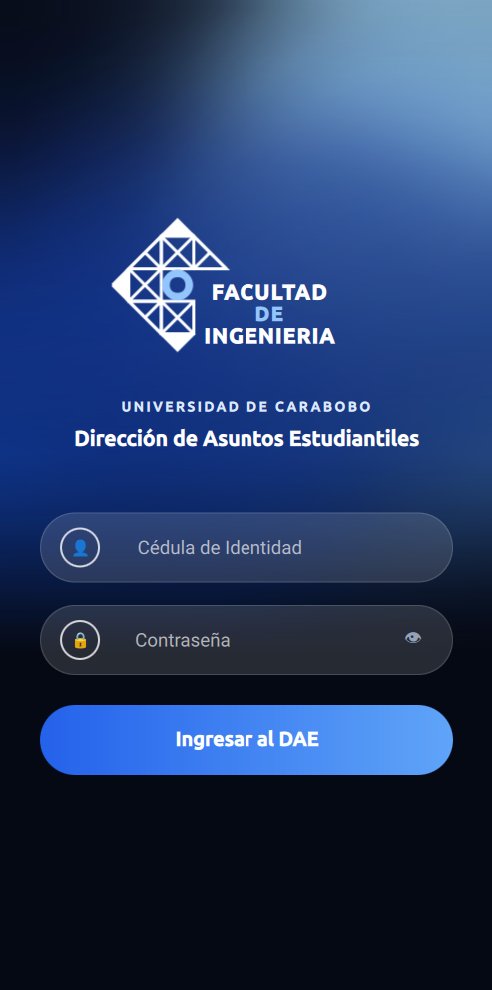 FACULTAD
DE
INGENIERIA
UNIVERSIDAD DE CARABOBO
Dirección de Asuntos Estudiantiles
Cédula de Identidad
Contraseña
Ingresar al DAE